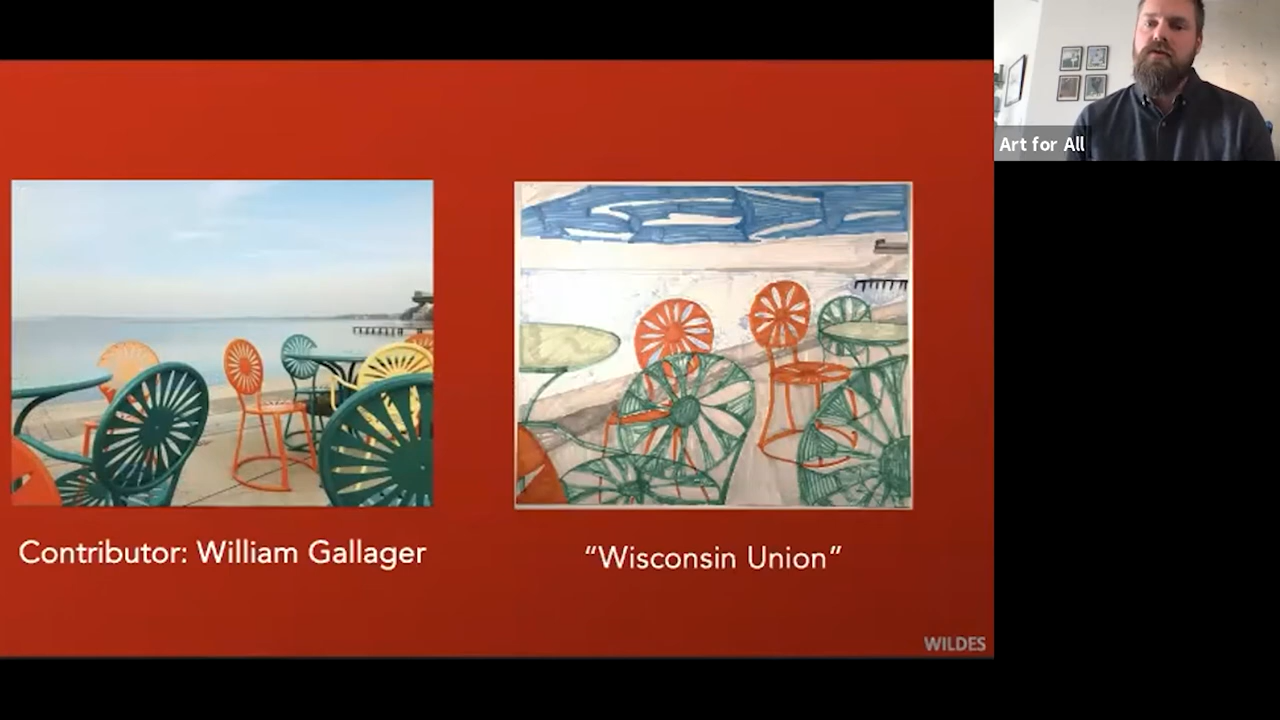 Art for All
Contributor: William Gallager
“Wisconsin Union”
WILDES